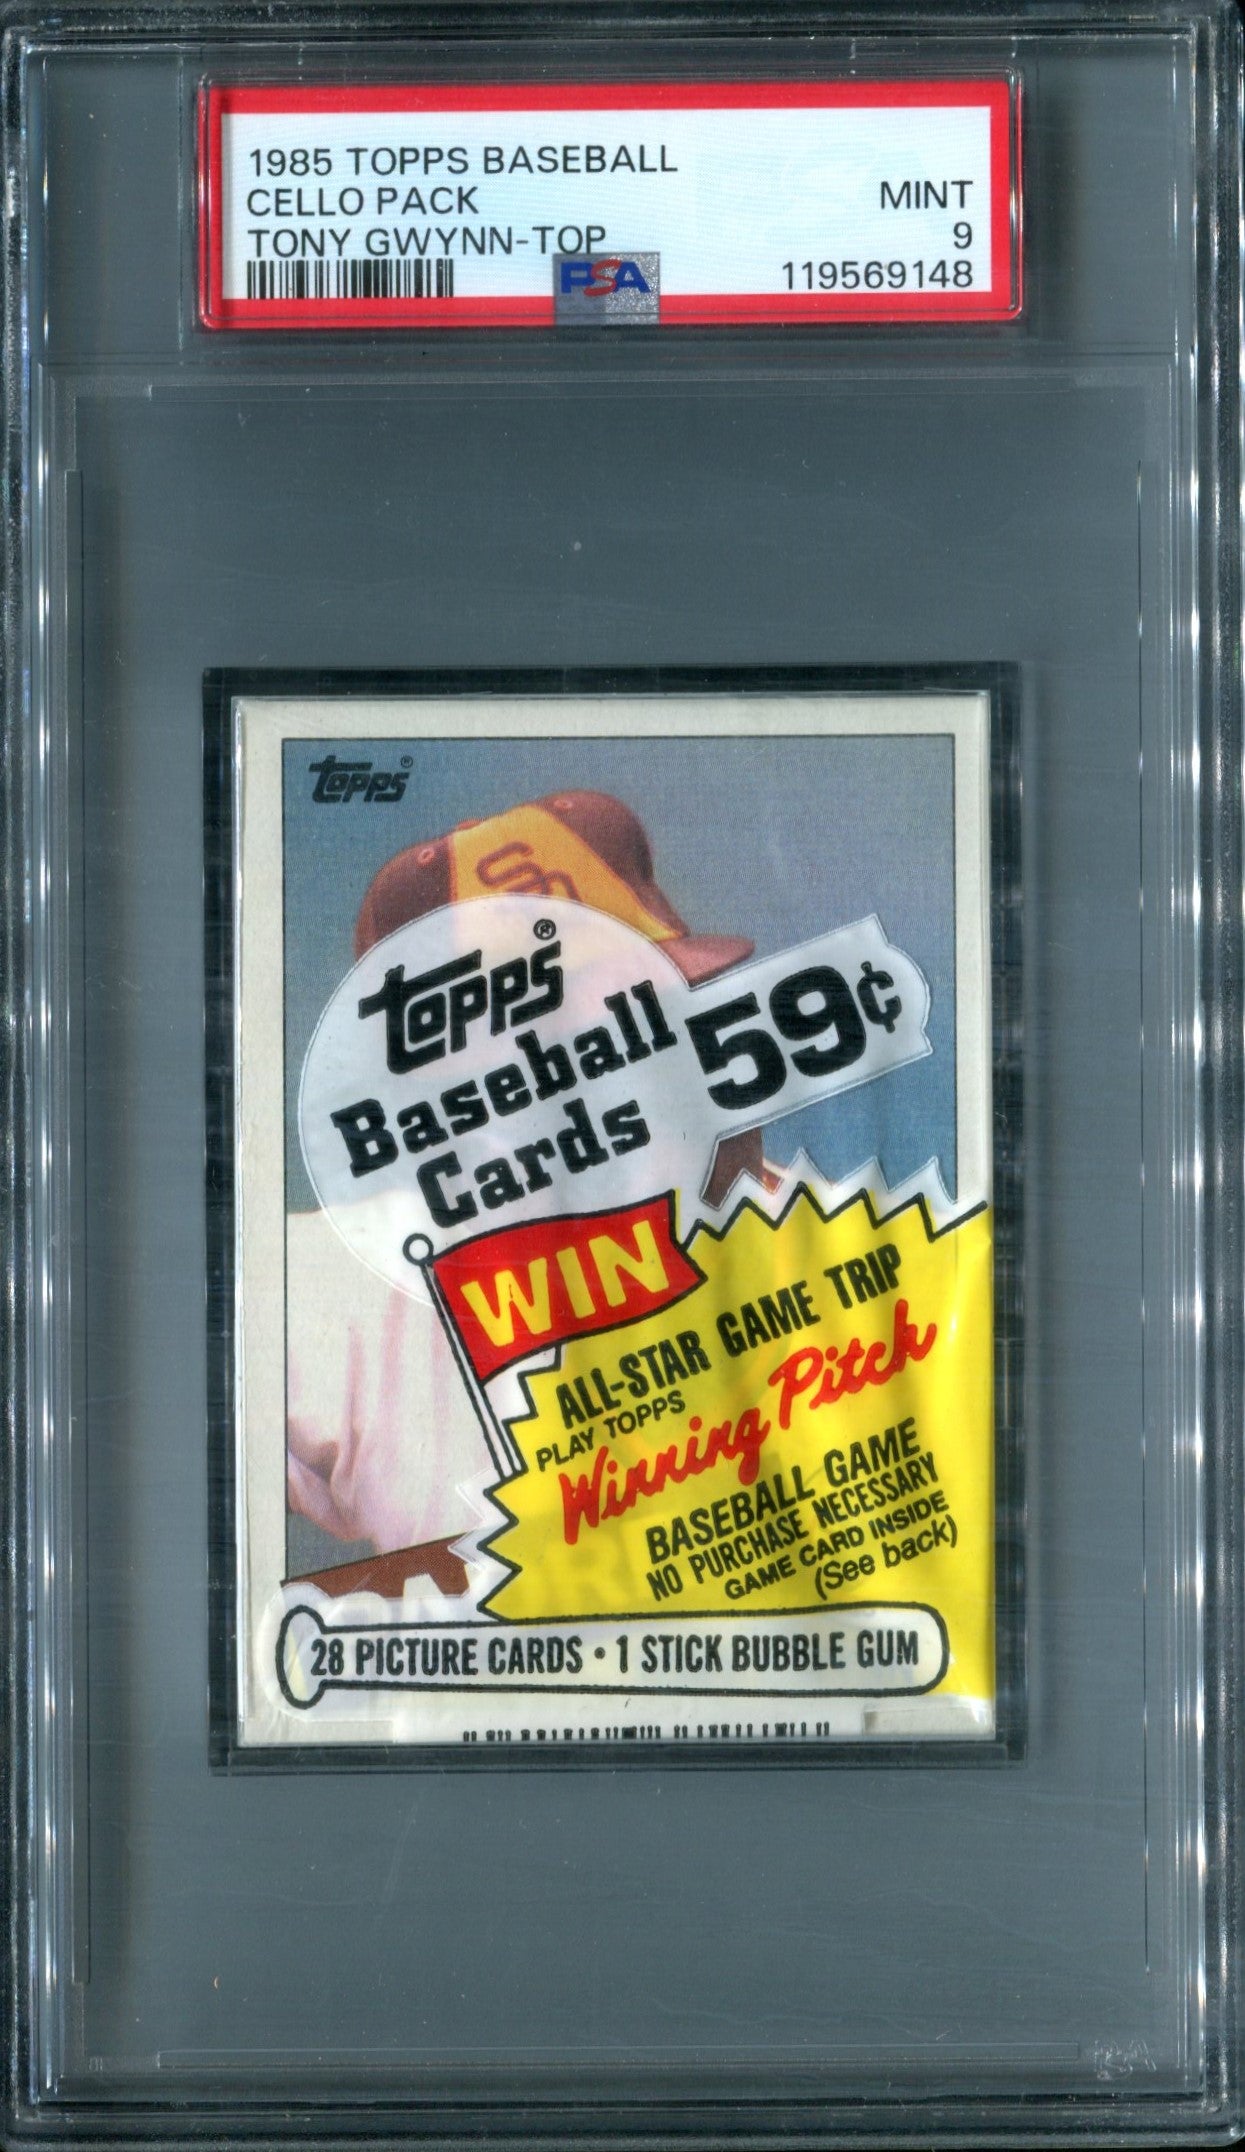 1985 TOPPS BASEBALL
CELLO PACK
MINT
TONY GWYNN-TOP
9
PSA
119569148
Topps®
SD
Topps®
Baseball
Cards
59¢
WIN
ALL-STAR GAME TRIP
PLAY TOPPS
Winning Pitch
BASEBALL GAME
NO PURCHASE NECESSARY
GAME CARD INSIDE
(See back)
28 PICTURE CARDS • 1 STICK BUBBLE GUM